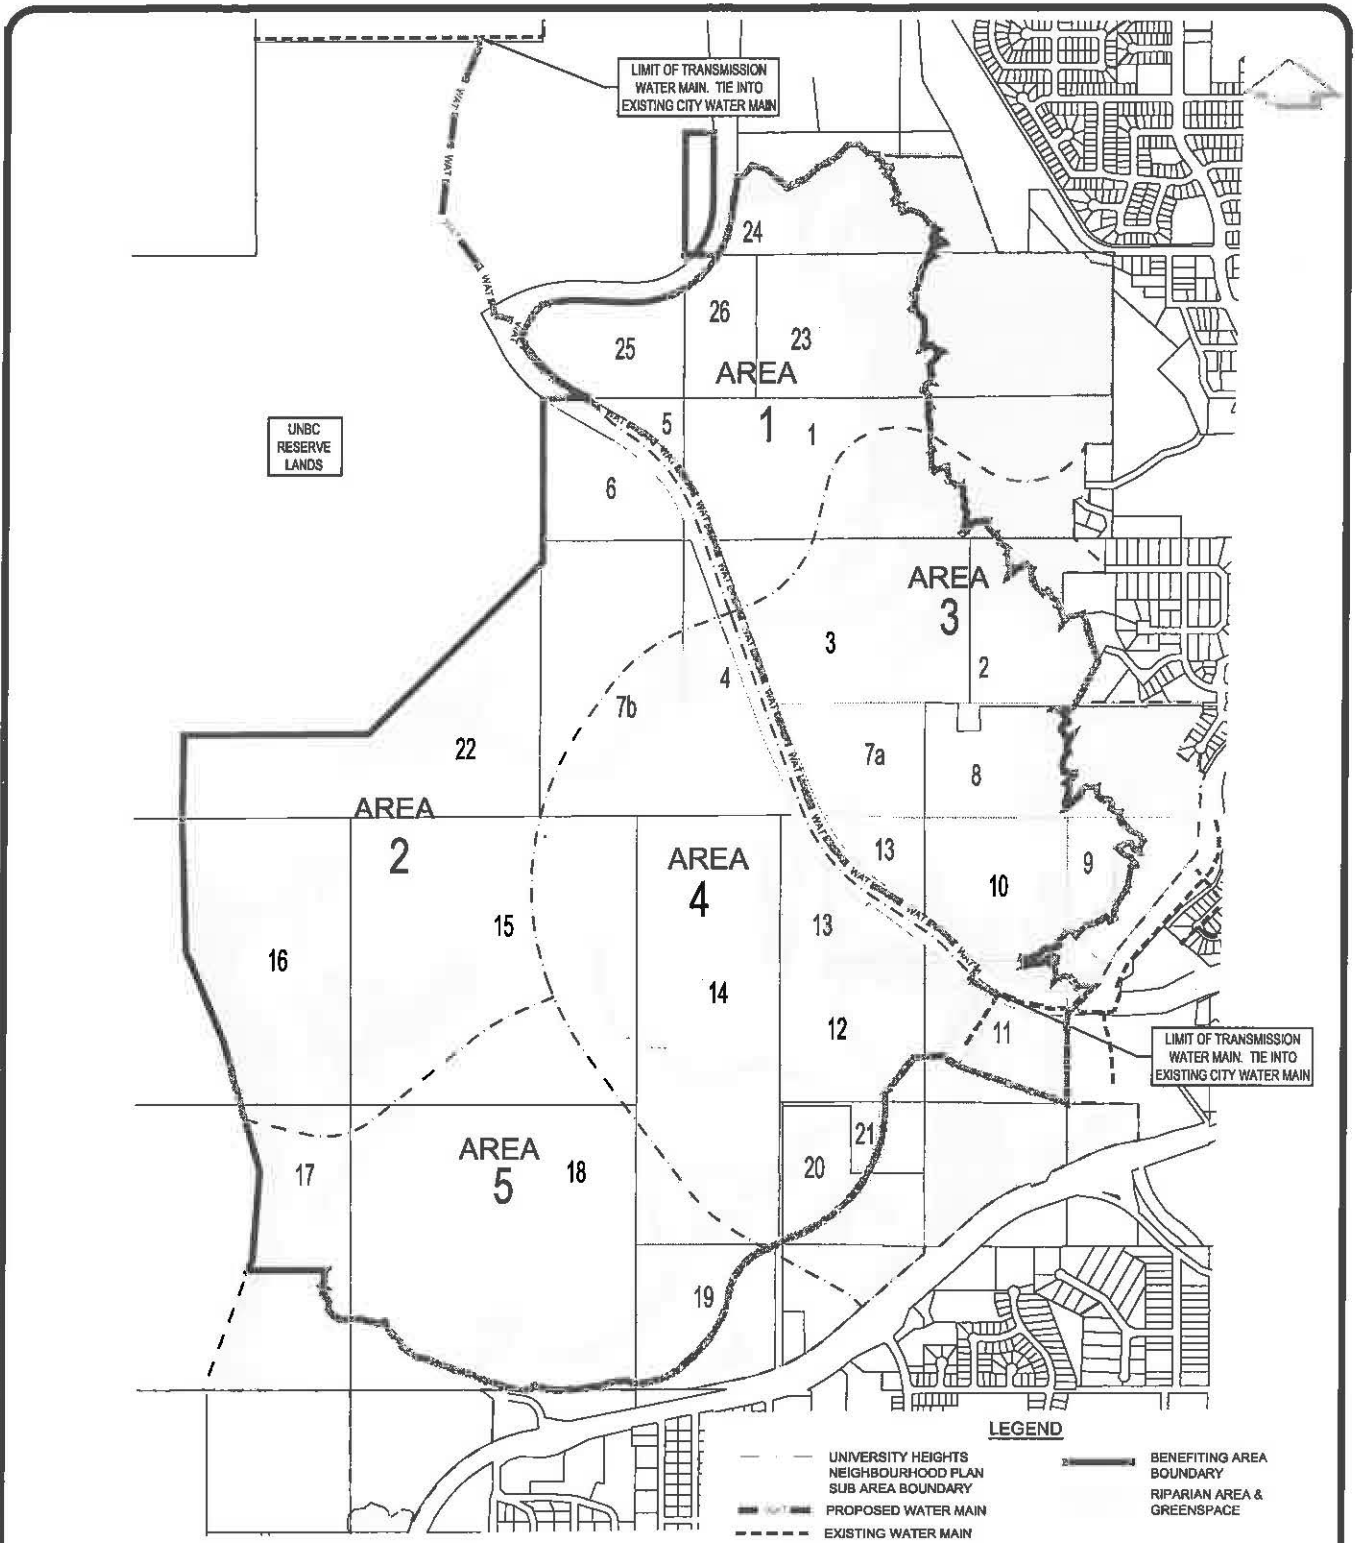 LIMIT OF TRANSMISSION
WATER MAIN. TIE INTO
EXISTING CITY WATER MAIN
24
26
25
23
AREA
1
5
1
6
UNBC
RESERVE
LANDS
AREA
3
3
2
4
7b
22
7a
8
AREA
2
AREA
4
13
9
10
15
13
16
14
12
11
LIMIT OF TRANSMISSION
WATER MAIN. TIE INTO
EXISTING CITY WATER MAIN
21
AREA
5
18
17
20
19
LEGEND
UNIVERSITY HEIGHTS
NEIGHBOURHOOD PLAN
SUB AREA BOUNDARY
PROPOSED WATER MAIN
EXISTING WATER MAIN
BENEFITING AREA
BOUNDARY
RIPARIAN AREA &
GREENSPACE